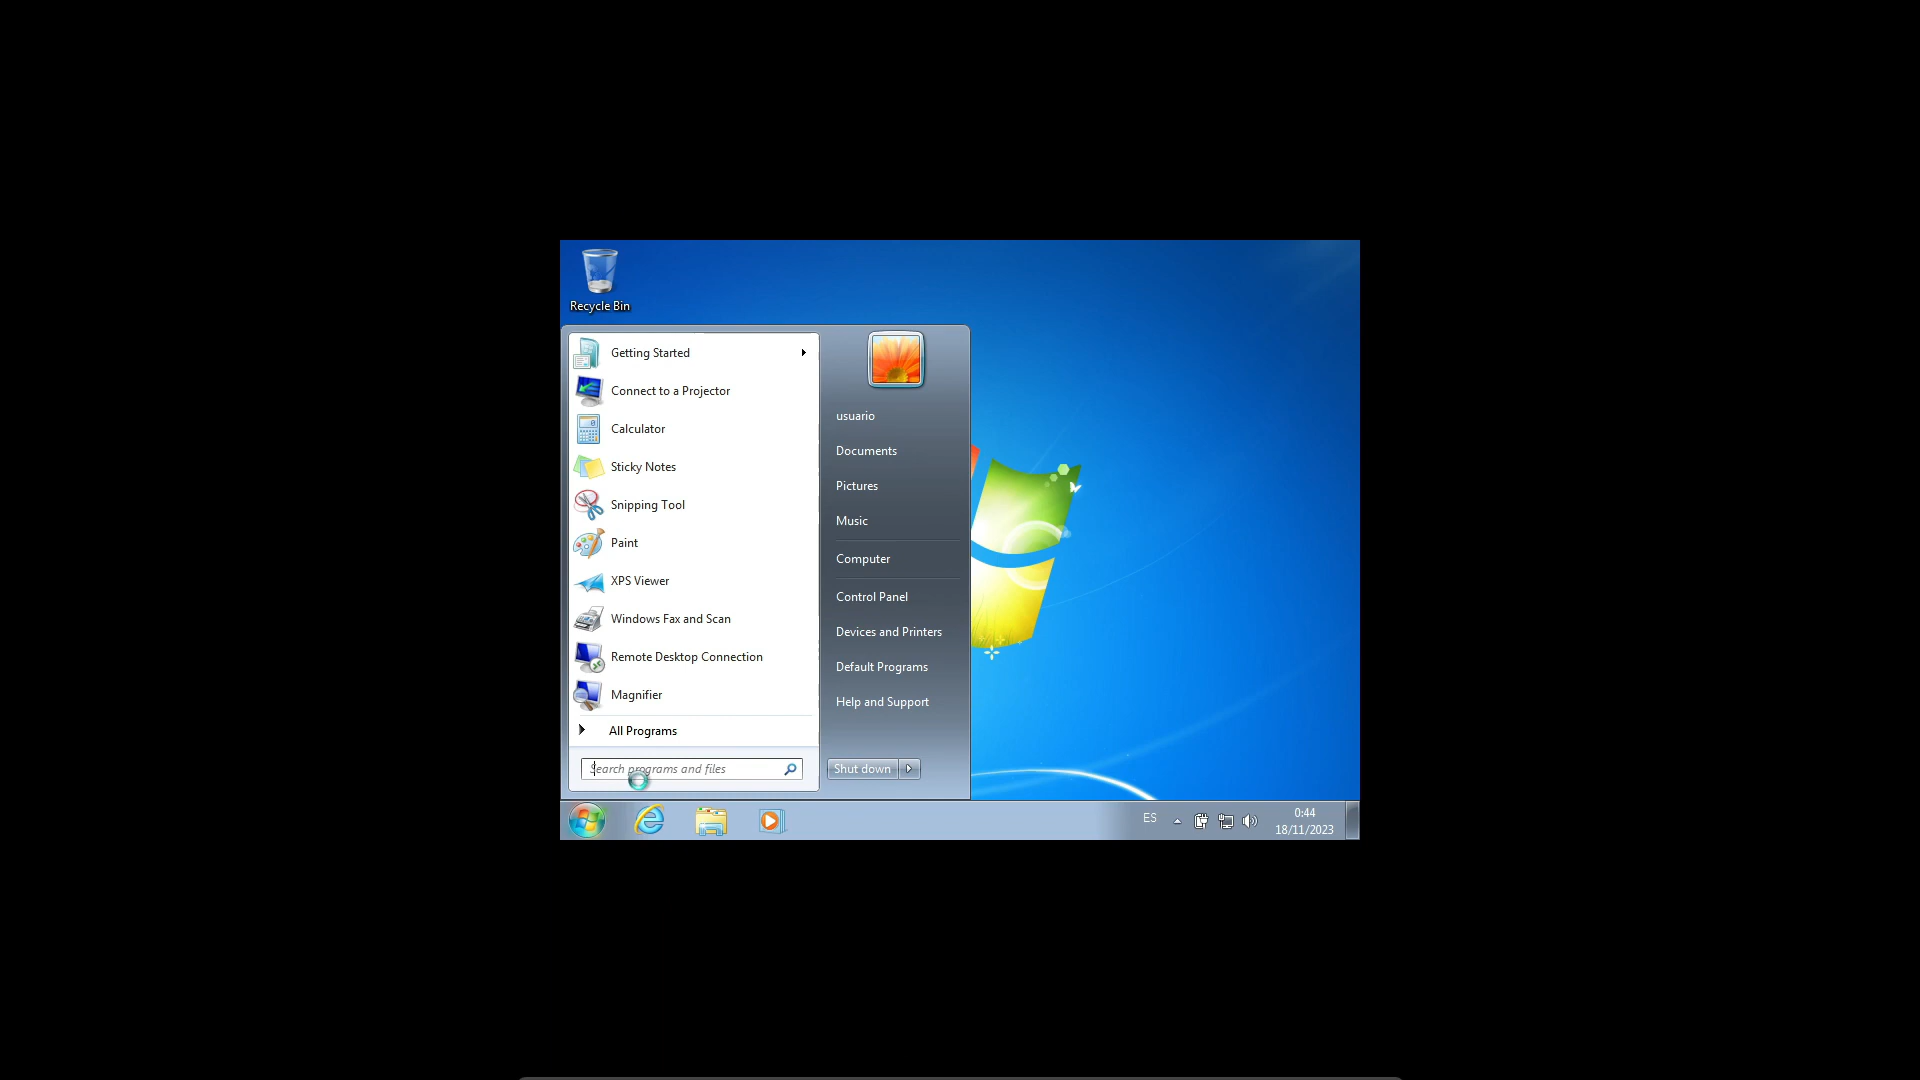 Recycle Bin
Getting Started
Connect to a Projector
Calculator
Sticky Notes
Snipping Tool
Paint
XPS Viewer
Windows Fax and Scan
Remote Desktop Connection
Magnifier
All Programs
Search programs and files
usuario
Documents
Pictures
Music
Computer
Control Panel
Devices and Printers
Default Programs
Help and Support
Shut down
ES
0:44
18/11/2023